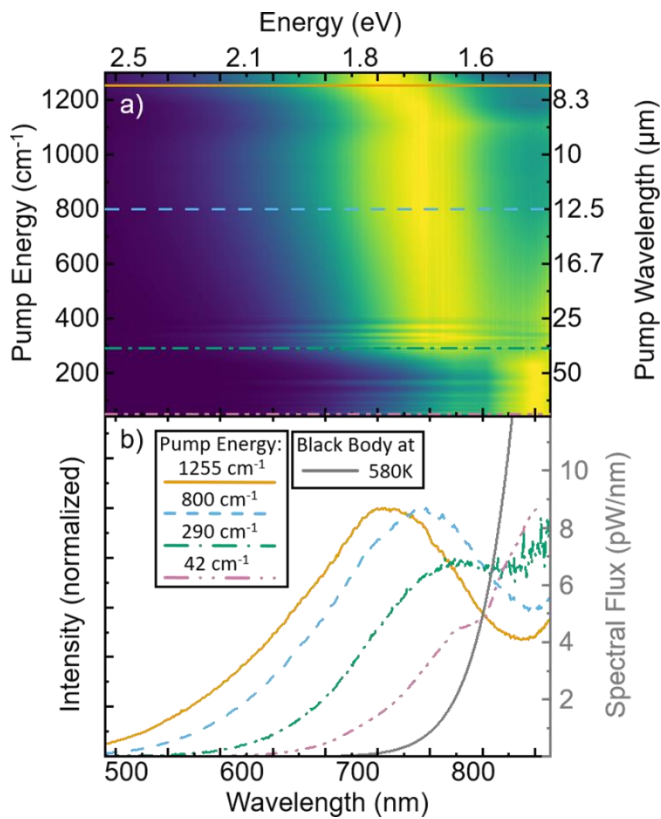 Energy (eV)
2.5 2.1 1.8 1.6
a)
Pump Energy (cm-1)
1200
1000
800
600
400
200
8.3
10
12.5
16.7
25
50
Pump Wavelength (µm)
b)
Pump Energy:
1255 cm-1
800 cm-1
290 cm-1
42 cm-1
Black Body at
580K
Intensity (normalized)
10
8
6
4
2
Spectral Flux (pW/nm)
500 600 700 800
Wavelength (nm)